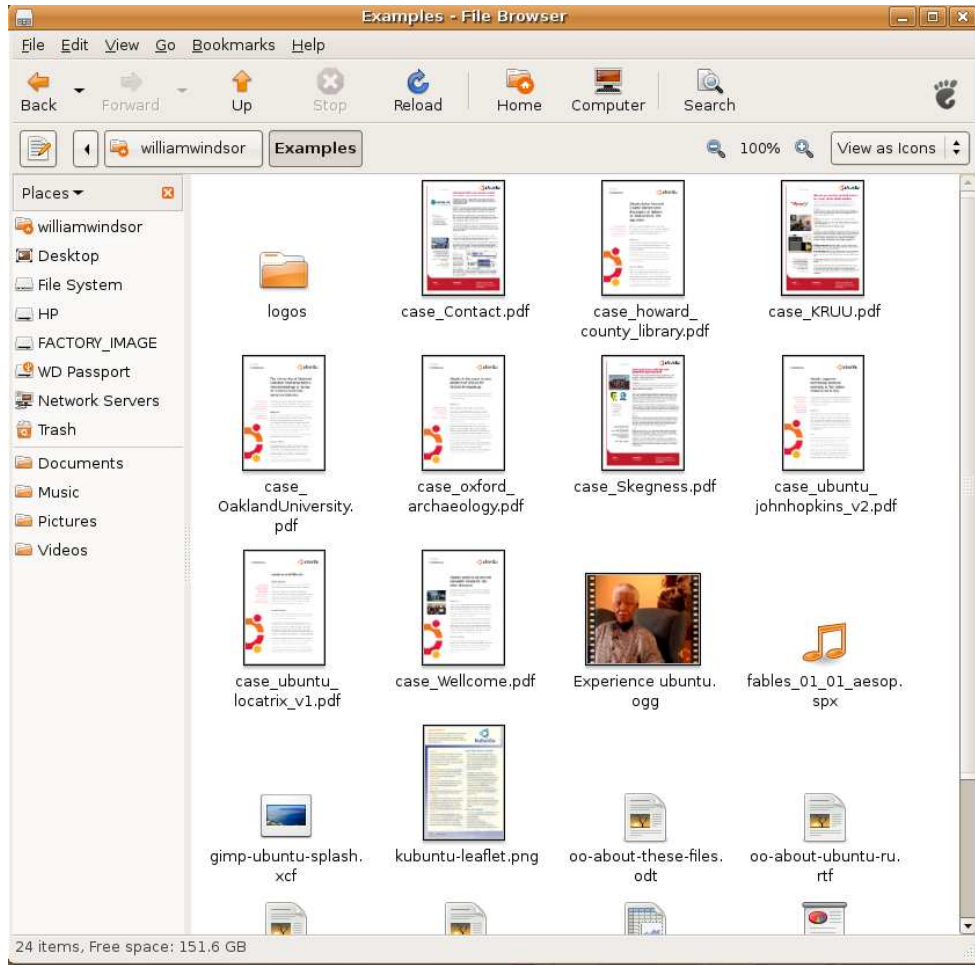 Examples - File Browser
File Edit View Go Bookmarks Help
Back Forward Up Stop Reload Home Computer Search
williamwindsor Examples 100% View as Icons
Places
williamwindsor
Desktop
File System
HP
FACTORY_IMAGE
WD Passport
Network Servers
Trash
Documents
Music
Pictures
Videos
logos
case_Contact.pdf
case_howard_
county_library.pdf
case_KRUU.pdf
case_
OaklandUniversity.
pdf
case_oxford_
archaeology.pdf
case_Skegness.pdf
case_ubuntu_
johnhopkins_v2.pdf
case_ubuntu_
locatrix_v1.pdf
case_Wellcome.pdf
Experience ubuntu.
ogg
fables_01_01_aesop.
spx
gimp-ubuntu-splash.
xcf
kubuntu-leaflet.png
oo-about-these-files.
odt
oo-about-ubuntu-ru.
rtf
24 items, Free space: 151.6 GB